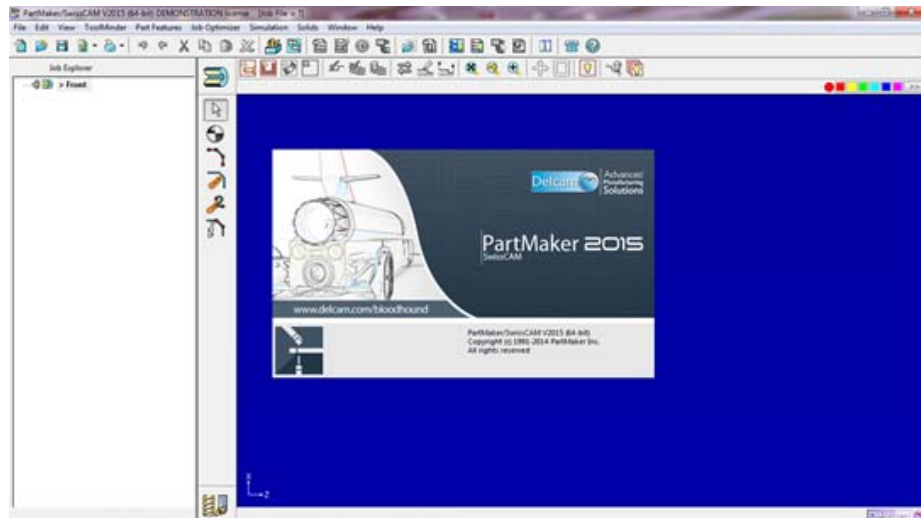 PartMaker/SwissCAM V2015 (64-bit) DEMONSTRATION license [Job File = 1]
File Edit View ToolMinder Part Features Job Optimizer Simulation Solids Window Help
Job Explorer
> Front
Delcam
Advanced
Manufacturing
Solutions
PartMaker 2015
SwissCAM
www.delcam.com/bloodhound
PartMaker/SwissCAM V2015 (64-bit)
Copyright (c) 1991-2014 PartMaker Inc.
All rights reserved
X
Z